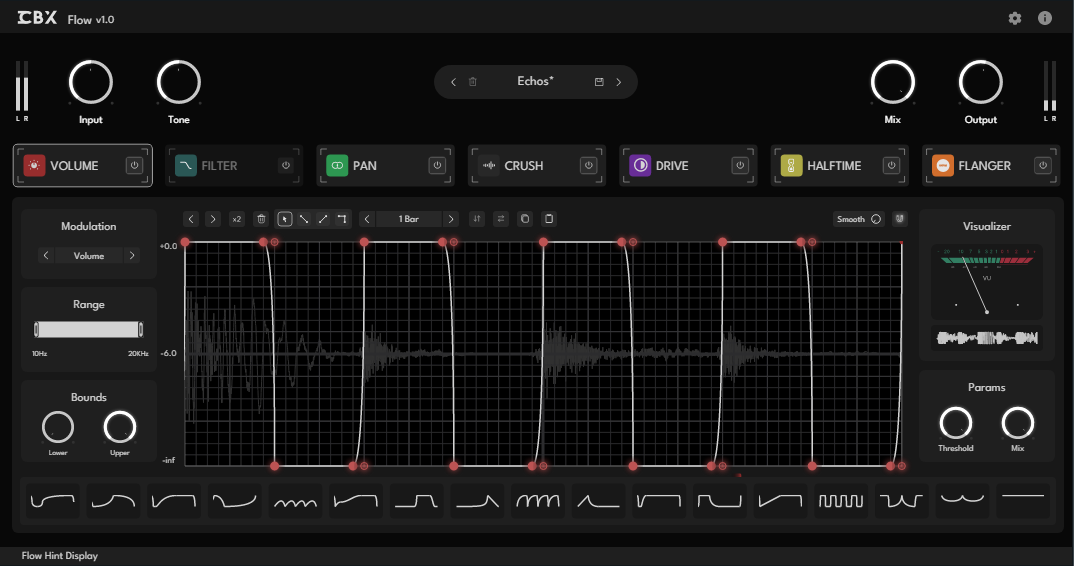 CBX Flow v1.0
L R
Input
Tone
Echos*
Mix
Output
L R
VOLUME
FILTER
PAN
CRUSH
DRIVE
HALFTIME
FLANGER
Modulation
Volume
Range
10Hz
20KHz
Bounds
Lower
Upper
x2
1 Bar
Smooth
+0.0
-6.0
-inf
Visualizer
VU
Params
Threshold
Mix
Flow Hint Display